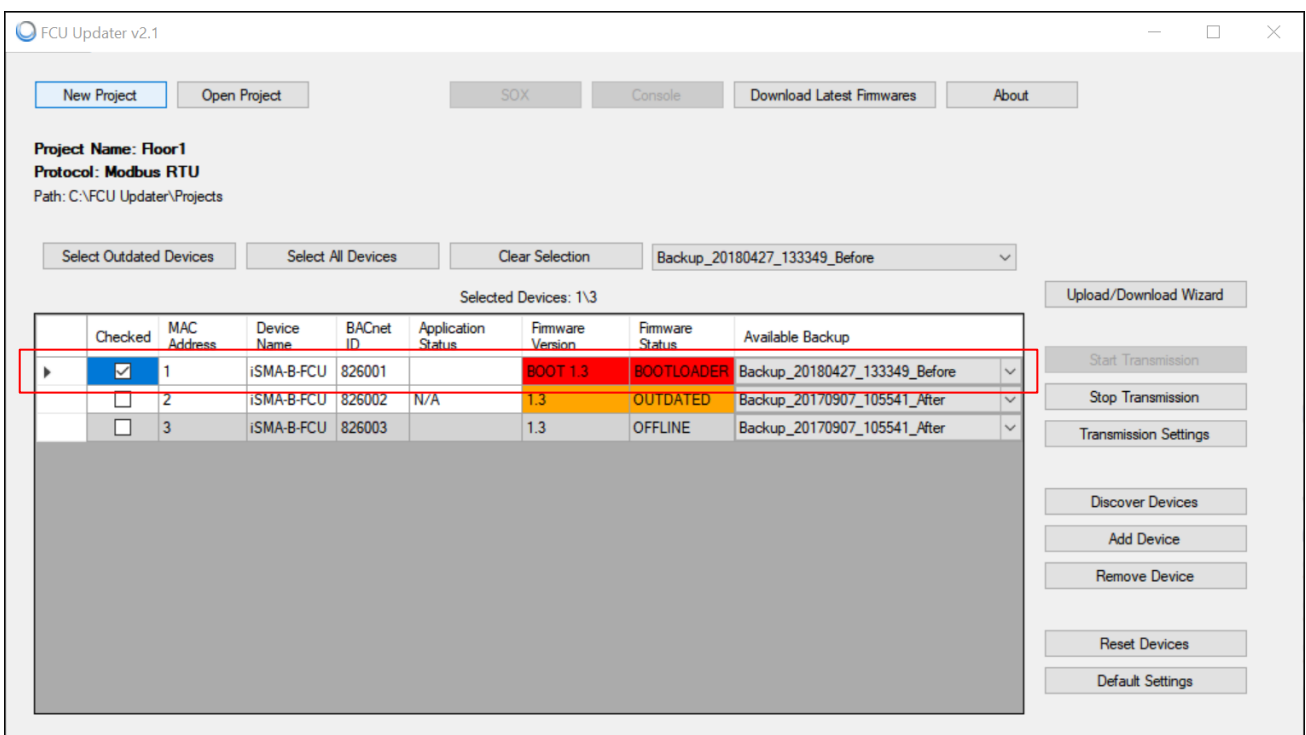 FCU Updater v2.1
New Project Open Project SOX Console Download Latest Firmwares About
Project Name: Floor1
Protocol: Modbus RTU
Path: C:\FCU Updater\Projects
Select Outdated Devices Select All Devices Clear Selection Backup_20180427_133349_Before
Selected Devices: 1\3
Upload/Download Wizard
Checked MAC Address Device Name BACnet ID Application Status Firmware Version Firmware Status Available Backup
1 iSMA-B-FCU 826001 BOOT 1.3 BOOTLOADER Backup_20180427_133349_Before
2 iSMA-B-FCU 826002 N/A 1.3 OUTDATED Backup_20170907_105541_After
3 iSMA-B-FCU 826003 1.3 OFFLINE Backup_20170907_105541_After
Start Transmission
Stop Transmission
Transmission Settings
Discover Devices
Add Device
Remove Device
Reset Devices
Default Settings